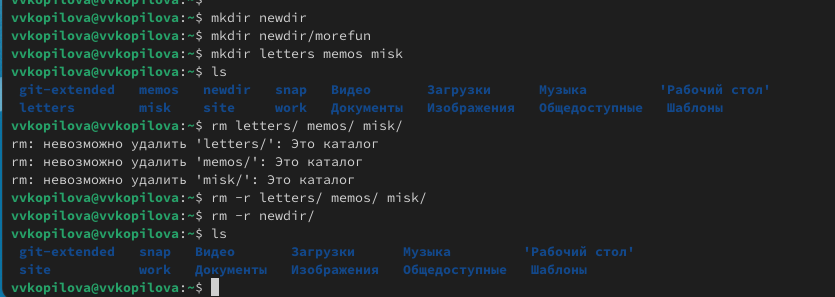 vvkopilova@vvkopilova:~$ mkdir newdir
vvkopilova@vvkopilova:~$ mkdir newdir/morefun
vvkopilova@vvkopilova:~$ mkdir letters memos misk
vvkopilova@vvkopilova:~$ ls
git-extended memos newdir snap Видео Загрузки Музыка 'Рабочий стол'
letters misk site work Документы Изображения Общедоступные Шаблоны
vvkopilova@vvkopilova:~$ rm letters/ memos/ misk/
rm: невозможно удалить 'letters/': Это каталог
rm: невозможно удалить 'memos/': Это каталог
rm: невозможно удалить 'misk/': Это каталог
vvkopilova@vvkopilova:~$ rm -r letters/ memos/ misk/
vvkopilova@vvkopilova:~$ rm -r newdir/
vvkopilova@vvkopilova:~$ ls
git-extended snap Видео Загрузки Музыка 'Рабочий стол'
site work Документы Изображения Общедоступные Шаблоны
vvkopilova@vvkopilova:~$